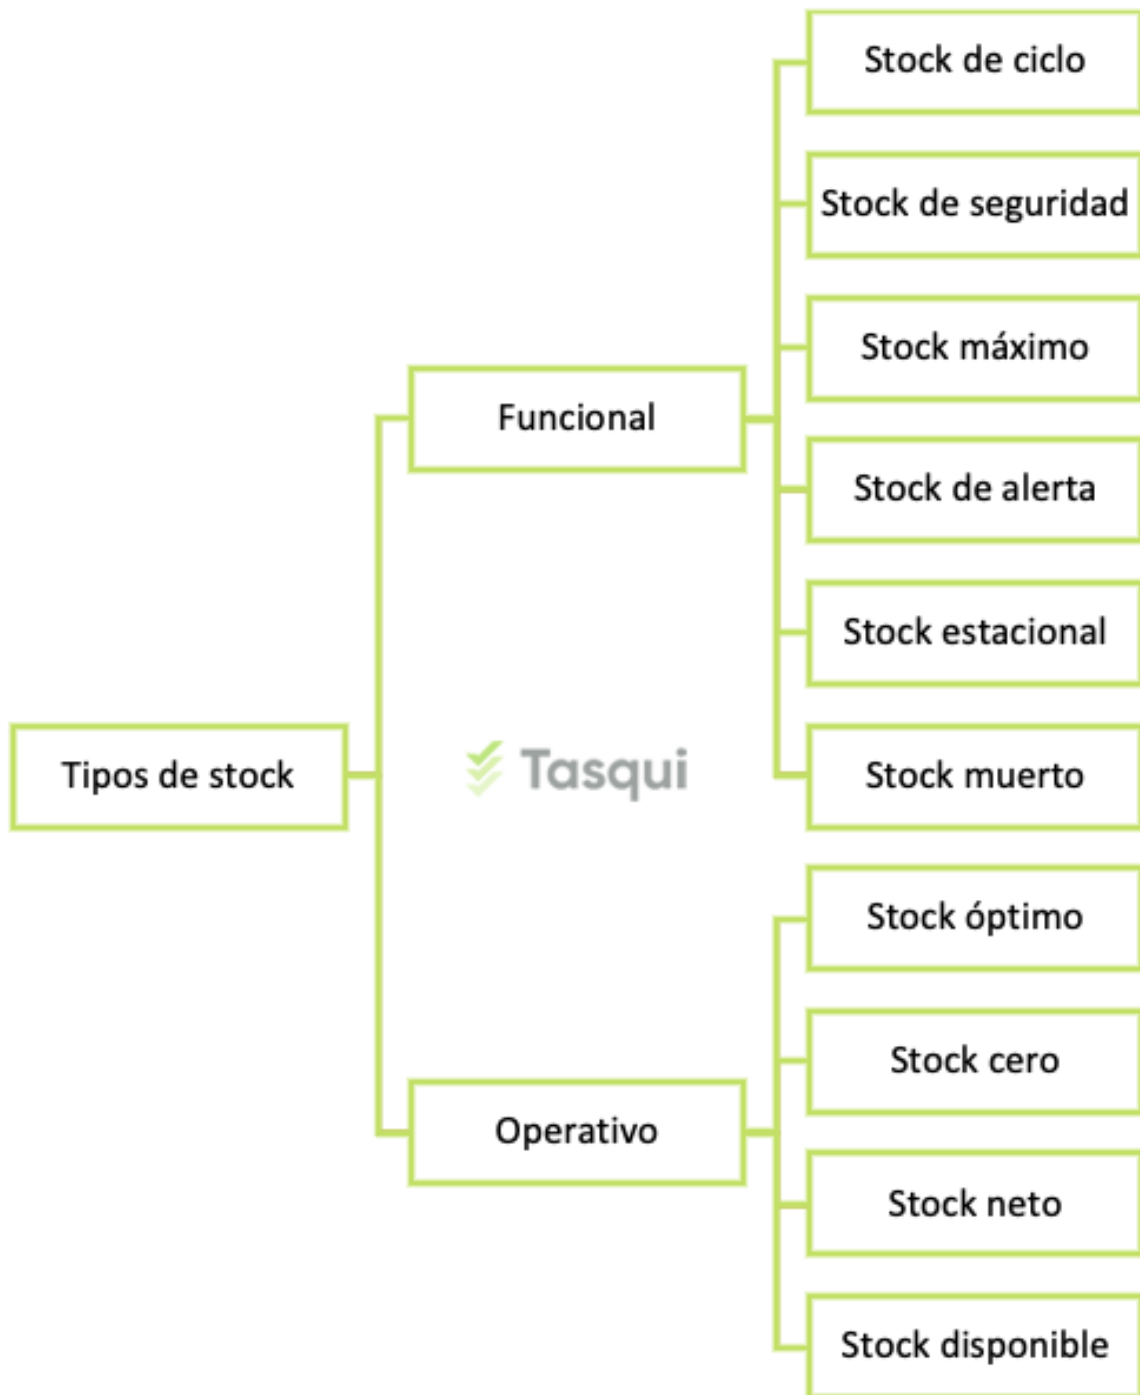 Tipos de stock
Funcional
Stock de ciclo
Stock de seguridad
Stock máximo
Stock de alerta
Stock estacional
Stock muerto
Tasqui
Operativo
Stock óptimo
Stock cero
Stock neto
Stock disponible